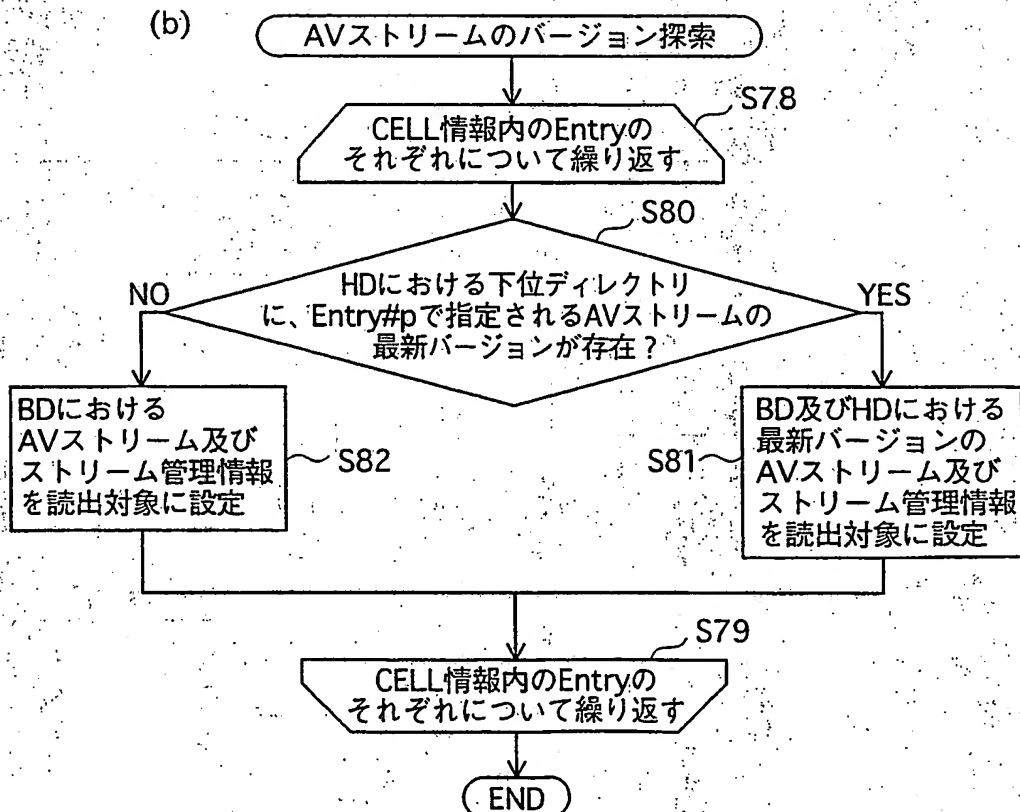 (b)
AVストリームのバージョン探索
S78
CELL情報内のEntryの
それぞれについて繰り返す
S80
HDにおける下位ディレクトリ
に、Entry#pで指定されるAVストリームの
最新バージョンが存在？
NO
YES
BDにおける
AVストリーム及び
ストリーム管理情報
を読出対象に設定
S82
S81
BD及びHDにおける
最新バージョンの
AVストリーム及び
ストリーム管理情報
を読出対象に設定
S79
CELL情報内のEntryの
それぞれについて繰り返す
END